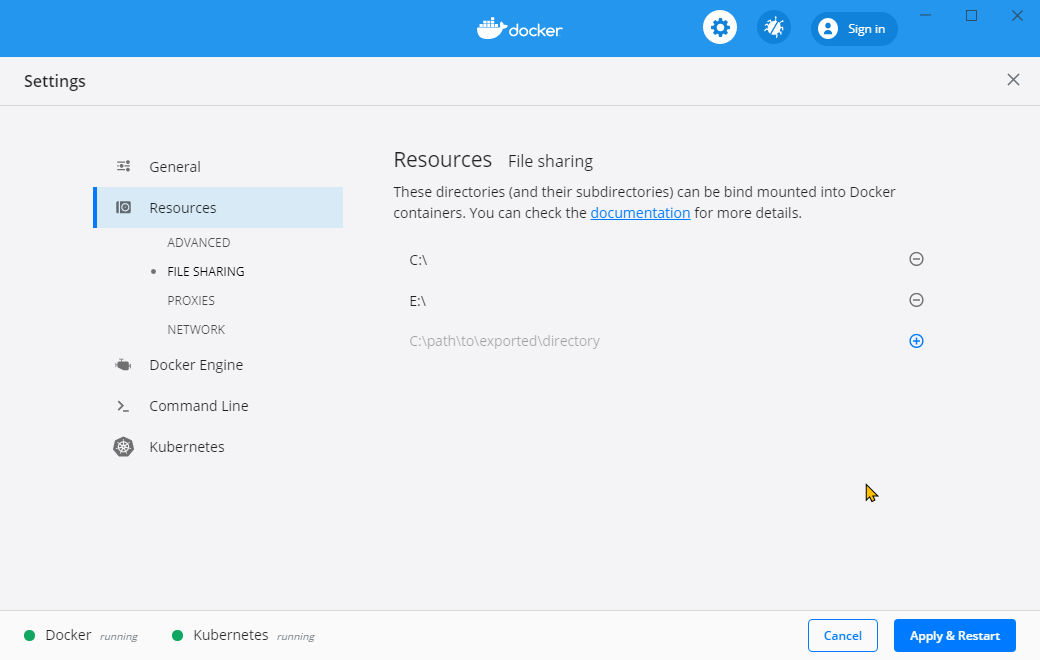 docker
Sign in
Settings
General
Resources
ADVANCED
FILE SHARING
PROXIES
NETWORK
Docker Engine
Command Line
Kubernetes
Resources File sharing
These directories (and their subdirectories) can be bind mounted into Docker
containers. You can check the documentation for more details.
C:\
E:\
C:\path\to\exported\directory
Docker running
Kubernetes running
Cancel
Apply & Restart